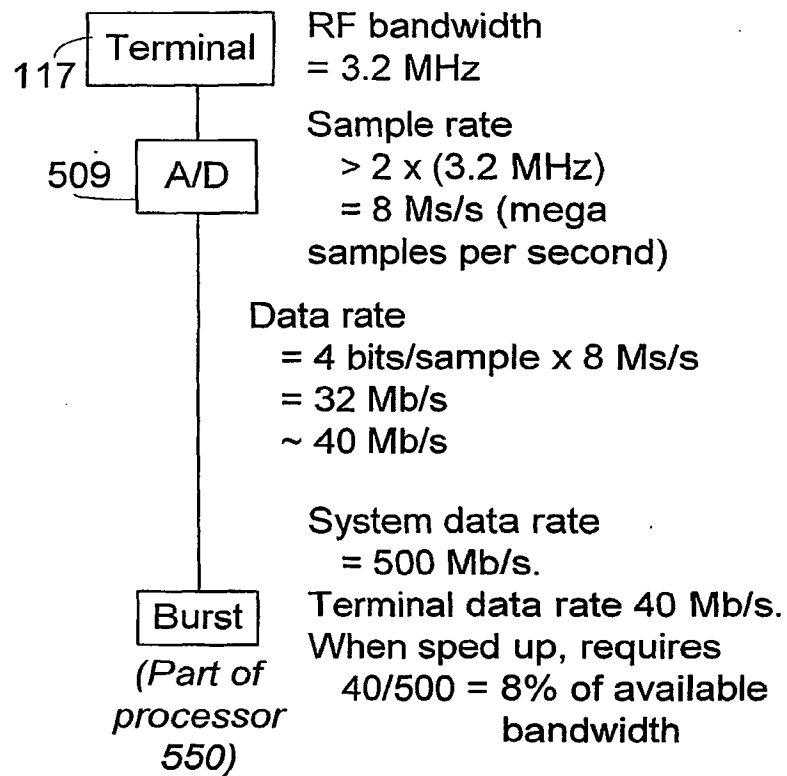 Terminal
117
RF bandwidth
= 3.2 MHz
509
A/D
Sample rate
> 2 x (3.2 MHz)
= 8 Ms/s (mega
samples per second)
Data rate
= 4 bits/sample x 8 Ms/s
= 32 Mb/s
~ 40 Mb/s
Burst
(Part of
processor
550)
System data rate
= 500 Mb/s.
Terminal data rate 40 Mb/s.
When sped up, requires
40/500 = 8% of available
bandwidth